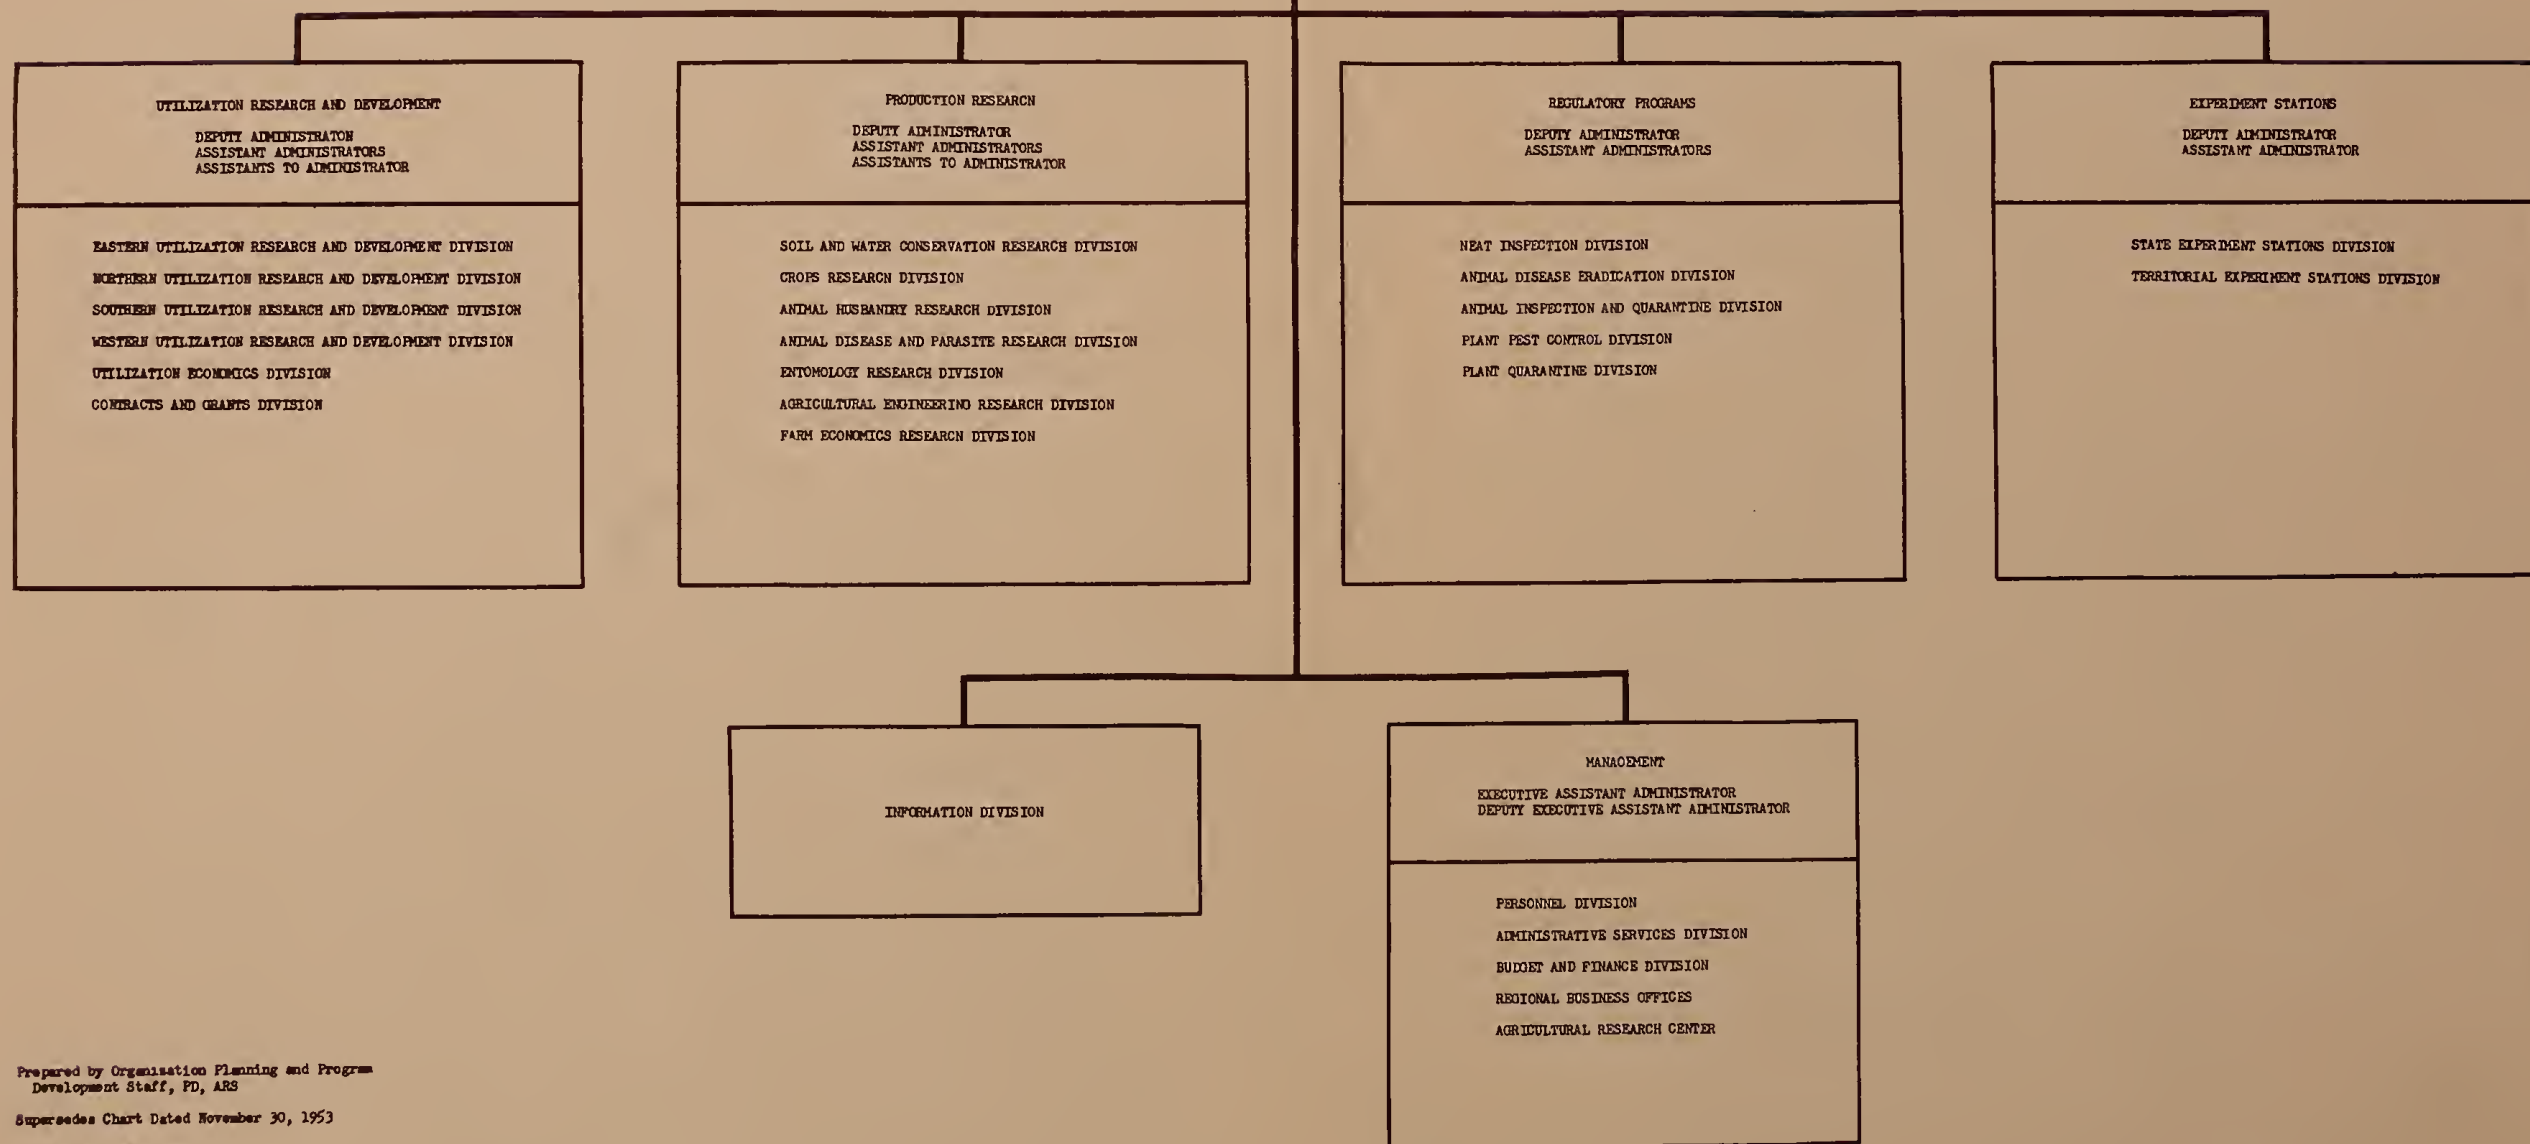 UTILIZATION RESEARCH AND DEVELOPMENT
DEPUTY ADMINISTRATON
ASSISTANT ADMINISTRATORS
ASSISTANTS TO ADMINISTRATOR
EASTERN UTILIZATION RESEARCH AND DEVELOPMENT DIVISION
NORTHERN UTILIZATION RESEARCH AND DEVELOPMENT DIVISION
SOUTHERN UTILIZATION RESEARCH AND DEVELOPMENT DIVISION
WESTERN UTILIZATION RESEARCH AND DEVELOPMENT DIVISION
UTILIZATION ECONOMICS DIVISION
CONTRACTS AND GRANTS DIVISION
PRODUCTION RESEARCH
DEPUTY ADMINISTRATOR
ASSISTANT ADMINISTRATORS
ASSISTANTS TO ADMINISTRATOR
SOIL AND WATER CONSERVATION RESEARCH DIVISION
CROPS RESEARCH DIVISION
ANIMAL HUSBANDRY RESEARCH DIVISION
ANIMAL DISEASE AND PARASITE RESEARCH DIVISION
ENTOMOLOGY RESEARCH DIVISION
AGRICULTURAL ENGINEERING RESEARCH DIVISION
FARM ECONOMICS RESEARCH DIVISION
REGULATORY PROGRAMS
DEPUTY ADMINISTRATOR
ASSISTANT ADMINISTRATORS
MEAT INSPECTION DIVISION
ANIMAL DISEASE ERADICATION DIVISION
ANIMAL INSPECTION AND QUARANTINE DIVISION
PLANT PEST CONTROL DIVISION
PLANT QUARANTINE DIVISION
EXPERIMENT STATIONS
DEPUTY ADMINISTRATOR
ASSISTANT ADMINISTRATOR
STATE EXPERIMENT STATIONS DIVISION
TERRITORIAL EXPERIMENT STATIONS DIVISION
INFORMATION DIVISION
MANAGEMENT
EXECUTIVE ASSISTANT ADMINISTRATOR
DEPUTY EXECUTIVE ASSISTANT ADMINISTRATOR
PERSONNEL DIVISION
ADMINISTRATIVE SERVICES DIVISION
BUDGET AND FINANCE DIVISION
REGIONAL BUSINESS OFFICES
AGRICULTURAL RESEARCH CENTER
Prepared by Organization Planning and Program
Development Staff, PD, ARS
Supersedes Chart Dated November 30, 1953